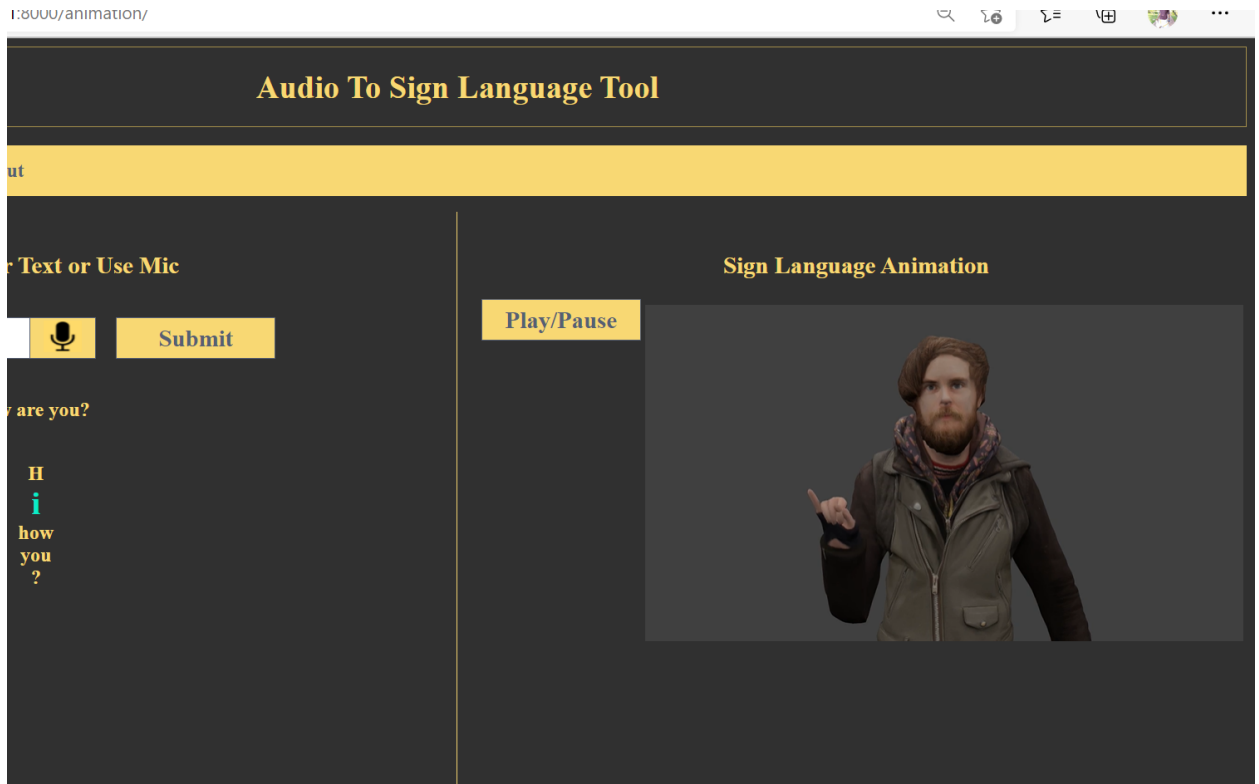 1:8000/animation/
Audio To Sign Language Tool
ut
r Text or Use Mic
Submit
are you?
H
i
how
you
?
Sign Language Animation
Play/Pause